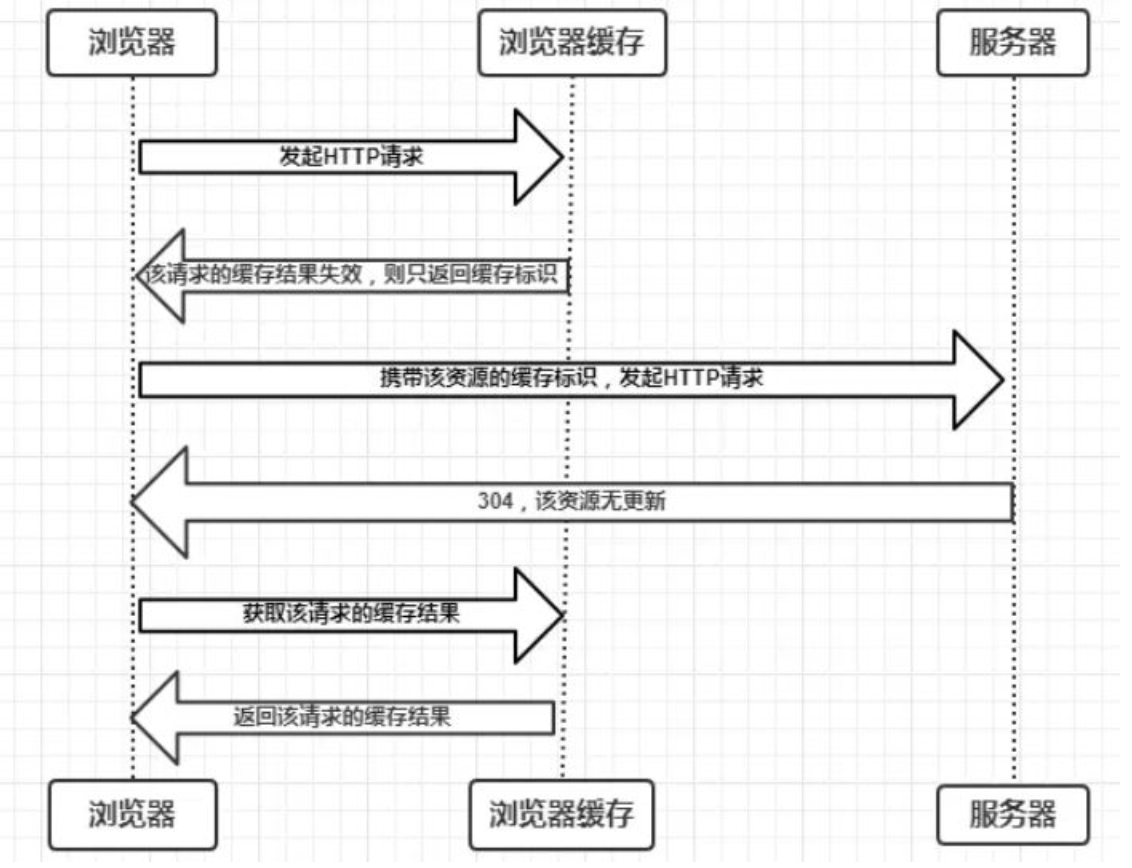 浏览器
浏览器缓存
服务器
发起HTTP请求
该请求的缓存结果失效，则只返回缓存标识
携带该资源的缓存标识，发起HTTP请求
304，该资源无更新
获取该请求的缓存结果
返回该请求的缓存结果
浏览器
浏览器缓存
服务器